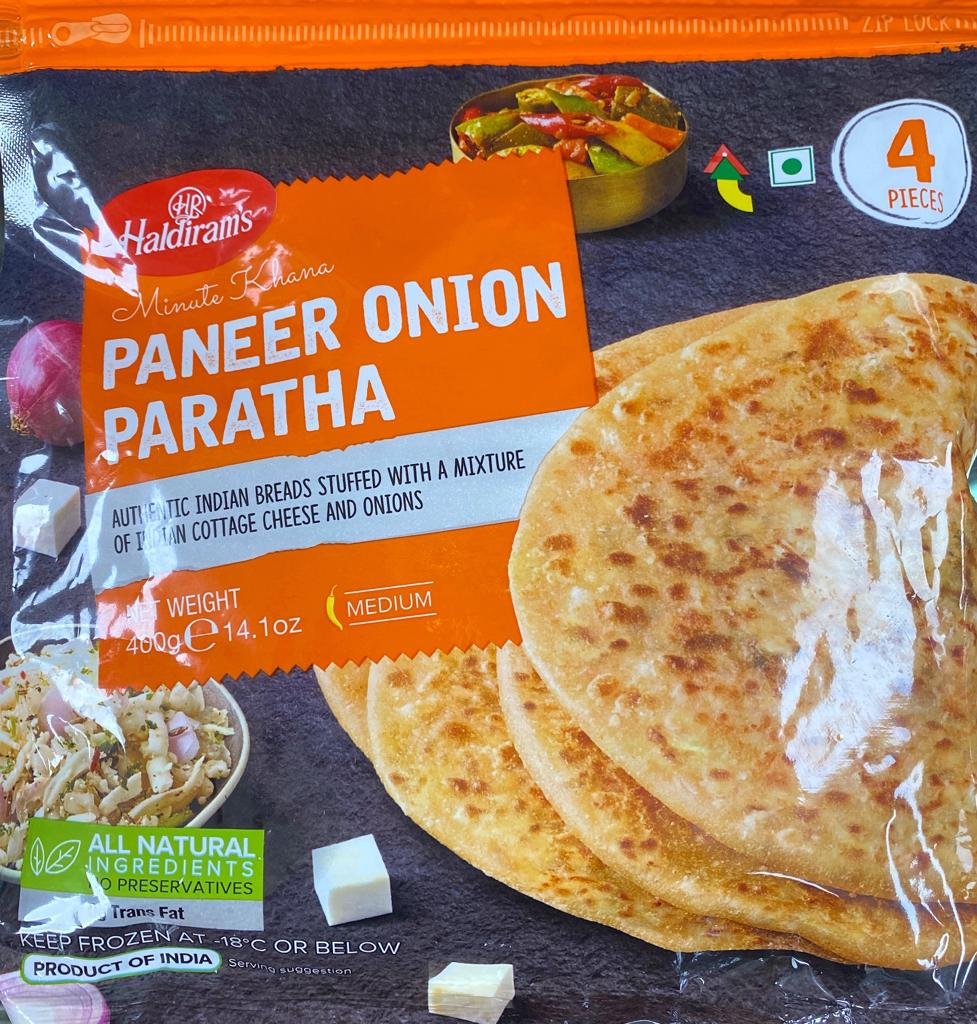 ZIP LOCK
4
PIECES
HR
Haldiram's
Minute Khana
PANEER ONION
PARATHA
AUTHENTIC INDIAN BREADS STUFFED WITH A MIXTURE
OF INDIAN COTTAGE CHEESE AND ONIONS
NET WEIGHT
400g e 14.1oz
MEDIUM
ALL NATURAL
INGREDIENTS
NO PRESERVATIVES
Trans Fat
KEEP FROZEN AT -18°C OR BELOW
PRODUCT OF INDIA
Serving suggestion